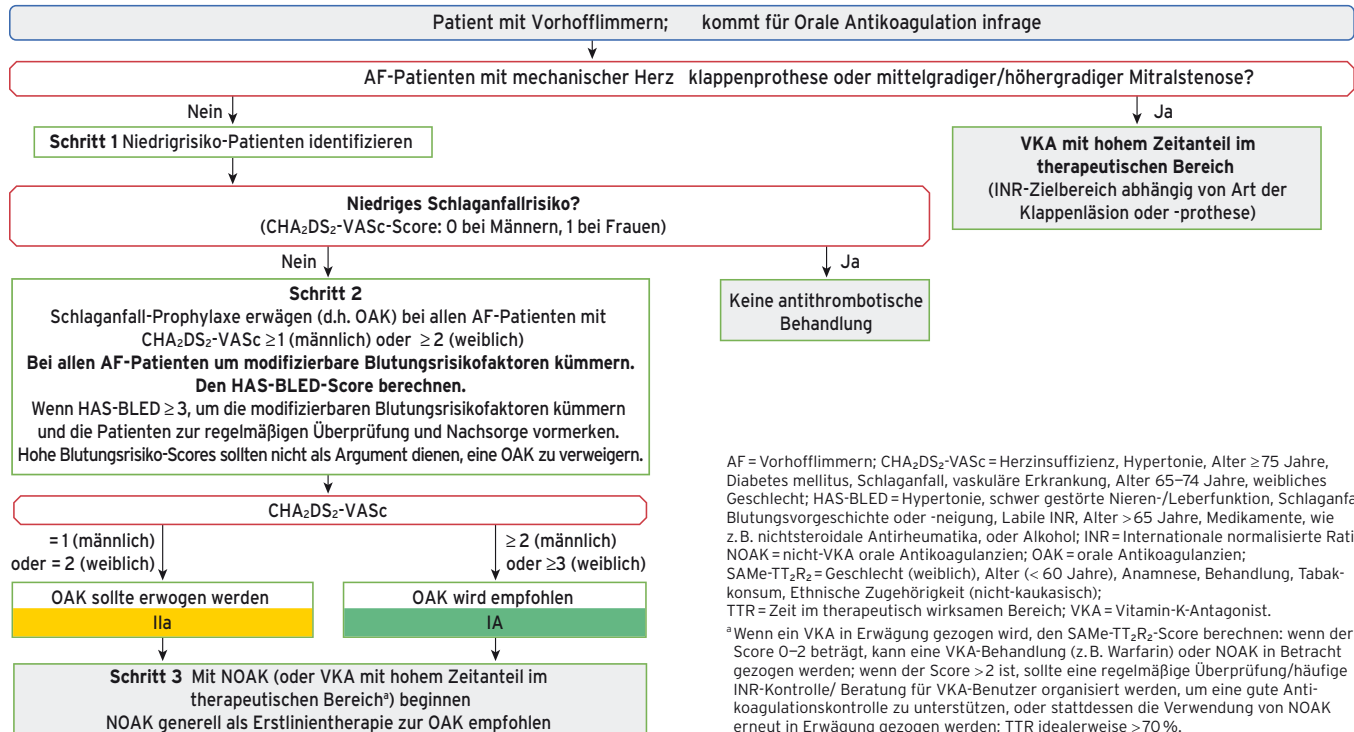 Patient mit Vorhofflimmern; kommt für Orale Antikoagulation infrage
AF-Patienten mit mechanischer Herz klappenprothese oder mittelgradiger/höhergradiger Mitralstenose?
Nein
Ja
Schritt 1 Niedrigrisiko-Patienten identifizieren
VKA mit hohem Zeitanteil im
therapeutischen Bereich
(INR-Zielbereich abhängig von Art der
Klappenläsion oder -prothese)
Niedriges Schlaganfallrisiko?
(CHA₂DS₂-VASc-Score: 0 bei Männern, 1 bei Frauen)
Nein
Ja
Schritt 2
Schlaganfall-Prophylaxe erwägen (d.h. OAK) bei allen AF-Patienten mit
CHA₂DS₂-VASc ≥ 1 (männlich) oder ≥ 2 (weiblich)
Bei allen AF-Patienten um modifizierbare Blutungsrisikofaktoren kümmern.
Den HAS-BLED-Score berechnen.
Wenn HAS-BLED ≥ 3, um die modifizierbaren Blutungsrisikofaktoren kümmern
und die Patienten zur regelmäßigen Überprüfung und Nachsorge vormerken.
Hohe Blutungsrisiko-Scores sollten nicht als Argument dienen, eine OAK zu verweigern.
Keine antithrombotische
Behandlung
CHA₂DS₂-VASc
= 1 (männlich)
oder = 2 (weiblich)
≥ 2 (männlich)
oder ≥3 (weiblich)
OAK sollte erwogen werden
IIa
OAK wird empfohlen
IA
Schritt 3 Mit NOAK (oder VKA mit hohem Zeitanteil im
therapeutischen Bereichᵃ) beginnen
NOAK generell als Erstlinientherapie zur OAK empfohlen
AF = Vorhofflimmern; CHA₂DS₂-VASc = Herzinsuffizienz, Hypertonie, Alter ≥ 75 Jahre,
Diabetes mellitus, Schlaganfall, vaskuläre Erkrankung, Alter 65–74 Jahre, weibliches
Geschlecht; HAS-BLED = Hypertonie, schwer gestörte Nieren-/Leberfunktion, Schlaganfa
Blutungsvorgeschichte oder -neigung, Labile INR, Alter > 65 Jahre, Medikamente, wie
z. B. nichtsteroidale Antirheumatika, oder Alkohol; INR = Internationale normalisierte Rati
NOAK = nicht-VKA orale Antikoagulanzien; OAK = orale Antikoagulanzien;
SAMe-TT₂R₂ = Geschlecht (weiblich), Alter (< 60 Jahre), Anamnese, Behandlung, Tabak-
konsum, Ethnische Zugehörigkeit (nicht-kaukasisch);
TTR = Zeit im therapeutisch wirksamen Bereich; VKA = Vitamin-K-Antagonist.
ᵃ Wenn ein VKA in Erwägung gezogen wird, den SAMe-TT₂R₂-Score berechnen: wenn der
Score 0–2 beträgt, kann eine VKA-Behandlung (z. B. Warfarin) oder NOAK in Betracht
gezogen werden; wenn der Score > 2 ist, sollte eine regelmäßige Überprüfung/häufige
INR-Kontrolle/ Beratung für VKA-Benutzer organisiert werden, um eine gute Anti-
koagulationskontrolle zu unterstützen, oder stattdessen die Verwendung von NOAK
erneut in Erwägung gezogen werden; TTR idealerweise > 70 %.